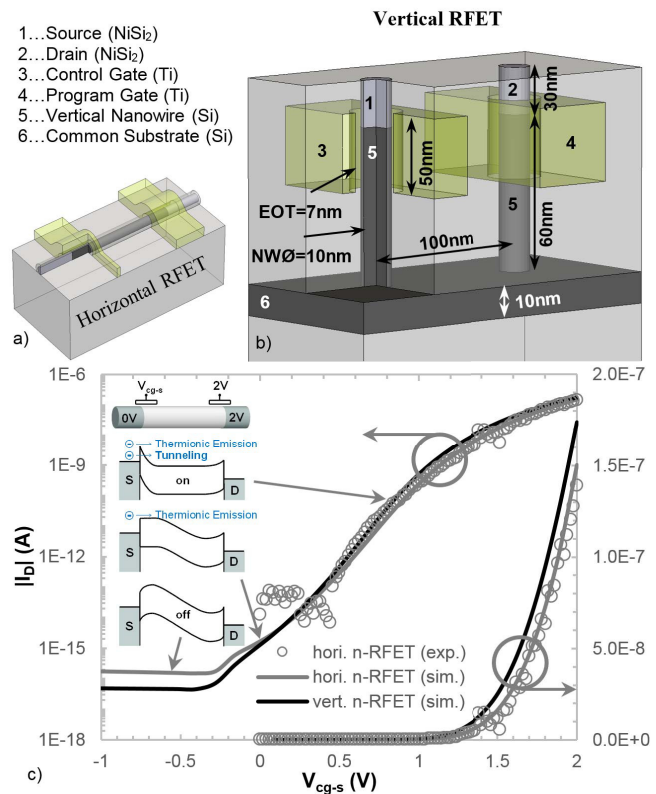 Vertical RFET
1...Source (NiSi₂)
2...Drain (NiSi₂)
3...Control Gate (Ti)
4...Program Gate (Ti)
5...Vertical Nanowire (Si)
6...Common Substrate (Si)
Horizontal RFET
a)
1
2
3
4
5
5
6
30nm
50nm
60nm
EOT=7nm
NWØ=10nm
100nm
10nm
b)
1E-6
1E-9
1E-12
1E-15
1E-18
|I_D| (A)
2.0E-7
1.5E-7
1.0E-7
5.0E-8
0.0E+0
V_cg-s
2V
0V
2V
⊖ → Thermionic Emission
⊖ → Tunneling
S
on
D
⊖ → Thermionic Emission
S
D
S
off
D
hori. n-RFET (exp.)
hori. n-RFET (sim.)
vert. n-RFET (sim.)
-1
-0.5
0
0.5
1
1.5
2
V_cg-s (V)
c)